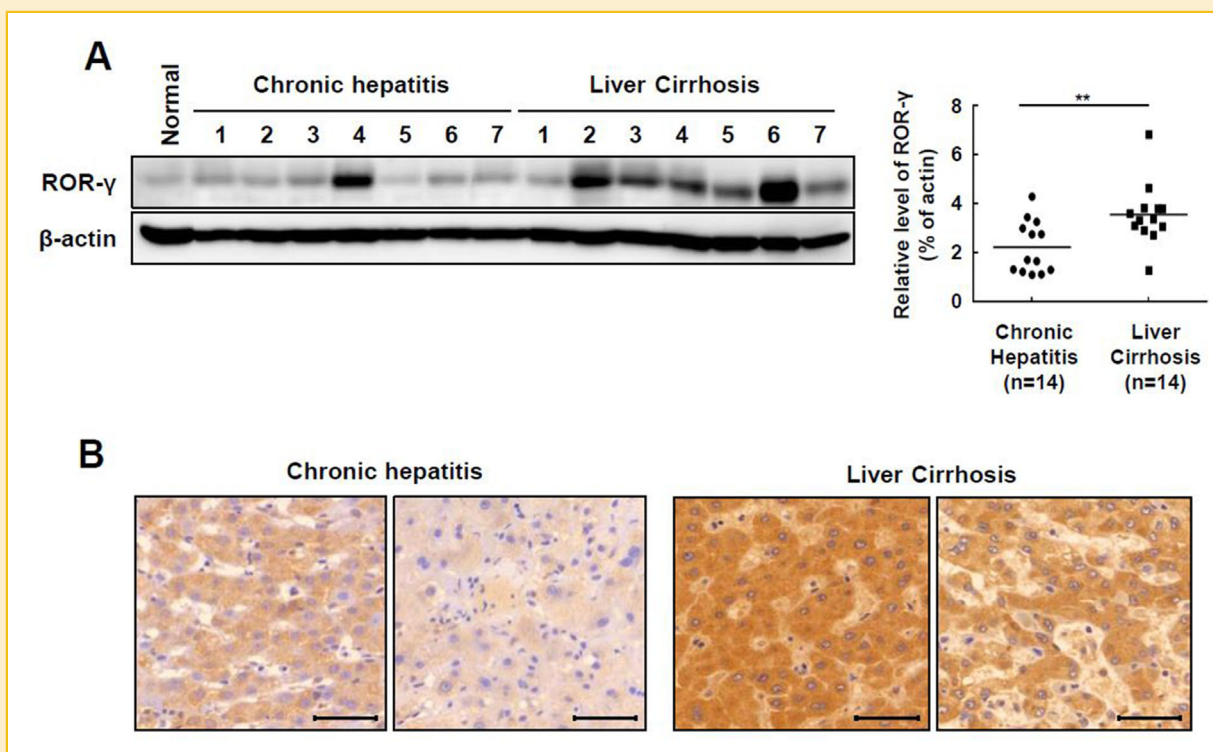 A
Normal
Chronic hepatitis
Liver Cirrhosis
1 2 3 4 5 6 7 1 2 3 4 5 6 7
ROR-γ
β-actin
Relative level of ROR-γ
(% of actin)
8
6
4
2
0
**
Chronic
Hepatitis
(n=14)
Liver
Cirrhosis
(n=14)
B
Chronic hepatitis
Liver Cirrhosis